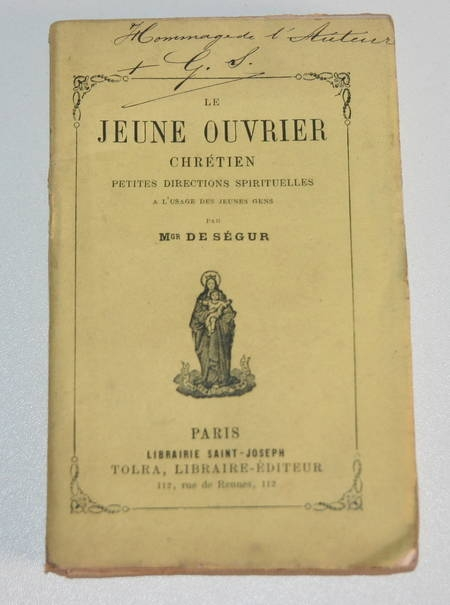 Hommage de l'Auteur
+ G. S.
LE
JEUNE OUVRIER
CHRÉTIEN
PETITES DIRECTIONS SPIRITUELLES
A L'USAGE DES JEUNES GENS
PAR
MGR DE SÉGUR
PARIS
LIBRAIRIE SAINT-JOSEPH
TOLRA, LIBRAIRE-ÉDITEUR
112, rue de Rennes, 112